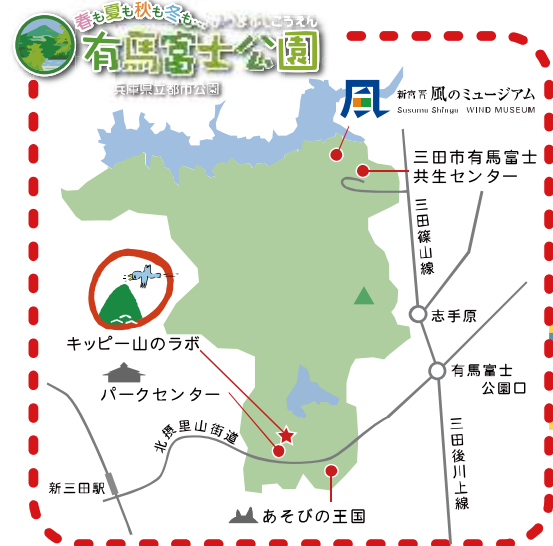 春も夏も秋も冬も…
有馬富士公園
兵庫県立都市公園
風
新宮晋 風のミュージアム
Susumu Shingu WIND MUSEUM
三田市有馬富士
共生センター
三田篠山線
志手原
キッピー山のラボ
有馬富士
公園口
パークセンター
北摂里山街道
三田後川上線
新三田駅
あそびの王国